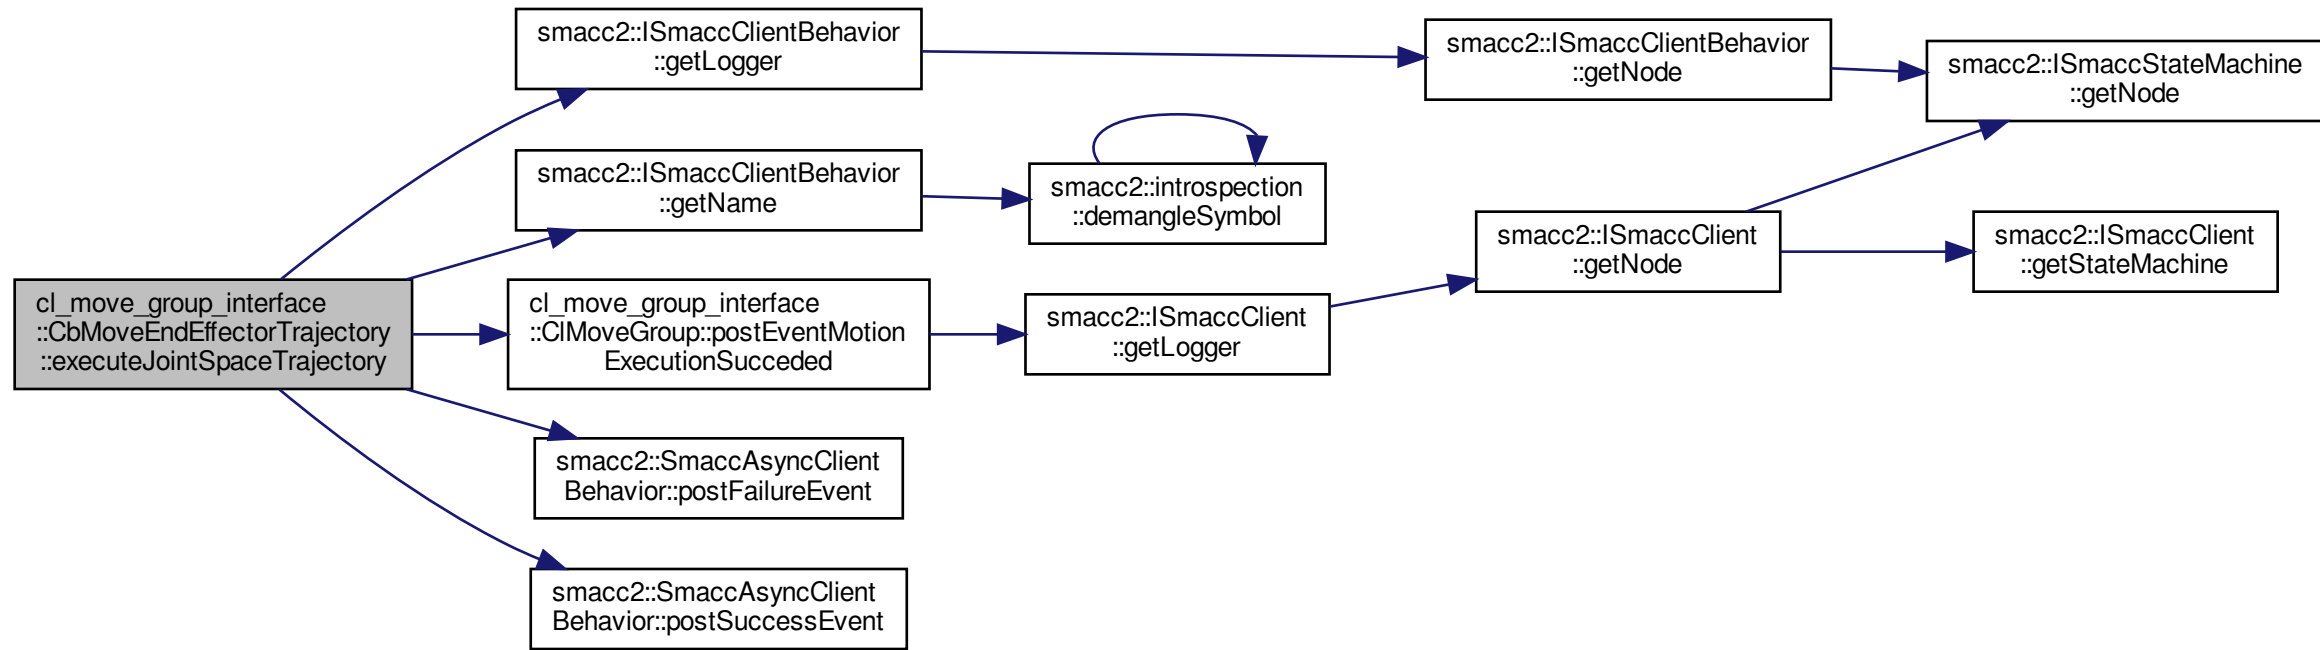 smacc2::ISmaccClientBehavior
::getLogger
smacc2::ISmaccClientBehavior
::getNode
smacc2::ISmaccStateMachine
::getNode
smacc2::ISmaccClientBehavior
::getName
smacc2::introspection
::demangleSymbol
smacc2::ISmaccClient
::getNode
smacc2::ISmaccClient
::getStateMachine
cl_move_group_interface
::CbMoveEndEffectorTrajectory
::executeJointSpaceTrajectory
cl_move_group_interface
::ClMoveGroup::postEventMotion
ExecutionSucceded
smacc2::ISmaccClient
::getLogger
smacc2::SmaccAsyncClient
Behavior::postFailureEvent
smacc2::SmaccAsyncClient
Behavior::postSuccessEvent